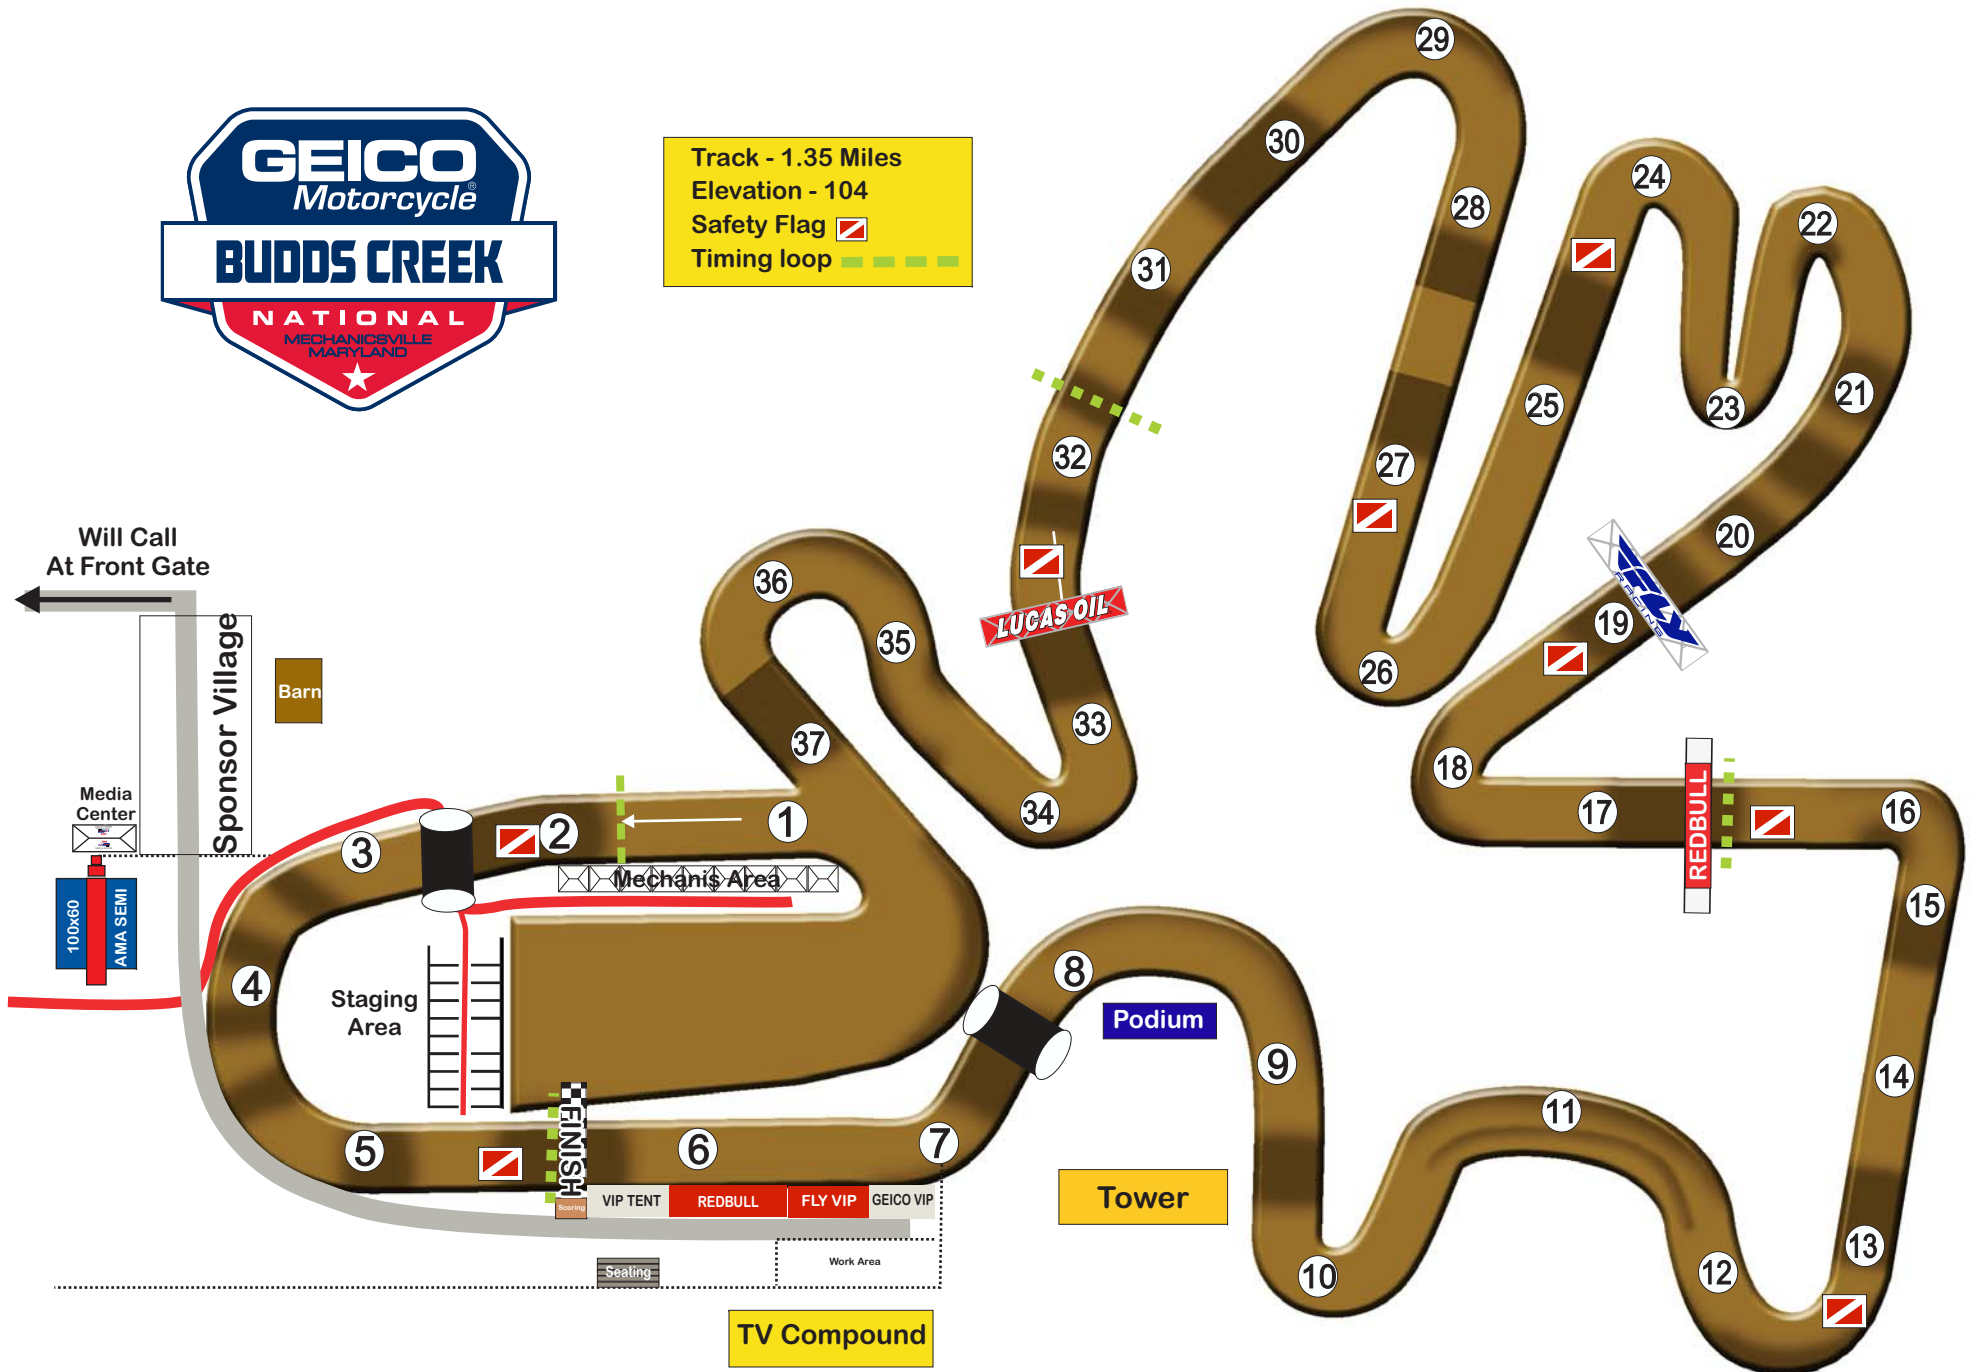 GEICO
Motorcycle®
BUDDS CREEK
NATIONAL
MECHANICSVILLE
MARYLAND
Track - 1.35 Miles
Elevation - 104
Safety Flag
Timing loop
29
30
24
28
22
31
25
21
23
32
27
20
Will Call
At Front Gate
36
LUCAS OIL
FLY
RACING
19
35
26
Sponsor Village
Barn
33
37
18
Media
Center
34
1
2
3
17
REDBULL
16
Mechanis Area
15
100x60
AMA SEMI
4
8
Staging
Area
Podium
9
14
11
FINISH
5
6
7
Scoring
VIP TENT
REDBULL
FLY VIP
GEICO VIP
Tower
13
12
10
Work Area
Seating
TV Compound